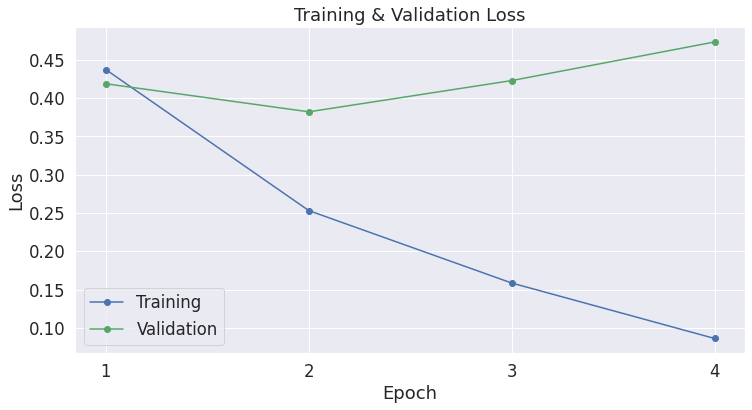 Training & Validation Loss
Loss
0.45
0.40
0.35
0.30
0.25
0.20
0.15
0.10
Training
Validation
1 2 3 4
Epoch